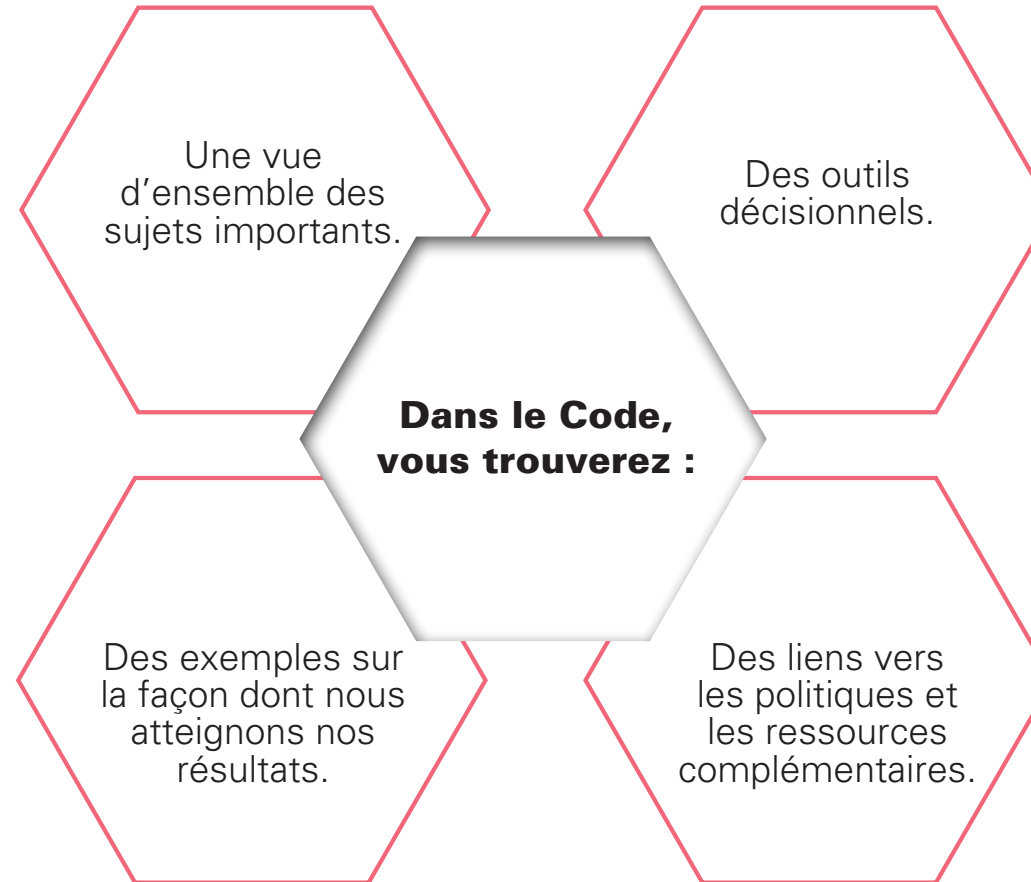 Une vue
d’ensemble des
sujets importants.
Des outils
décisionnels.
Dans le Code,
vous trouverez :
Des exemples sur
la façon dont nous
atteignons nos
résultats.
Des liens vers
les politiques et
les ressources
complémentaires.